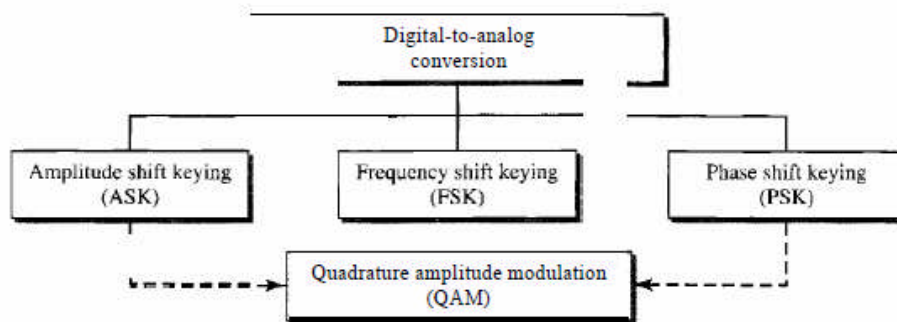 Digital-to-analog
conversion
Amplitude shift keying
(ASK)
Frequency shift keying
(FSK)
Phase shift keying
(PSK)
Quadrature amplitude modulation
(QAM)